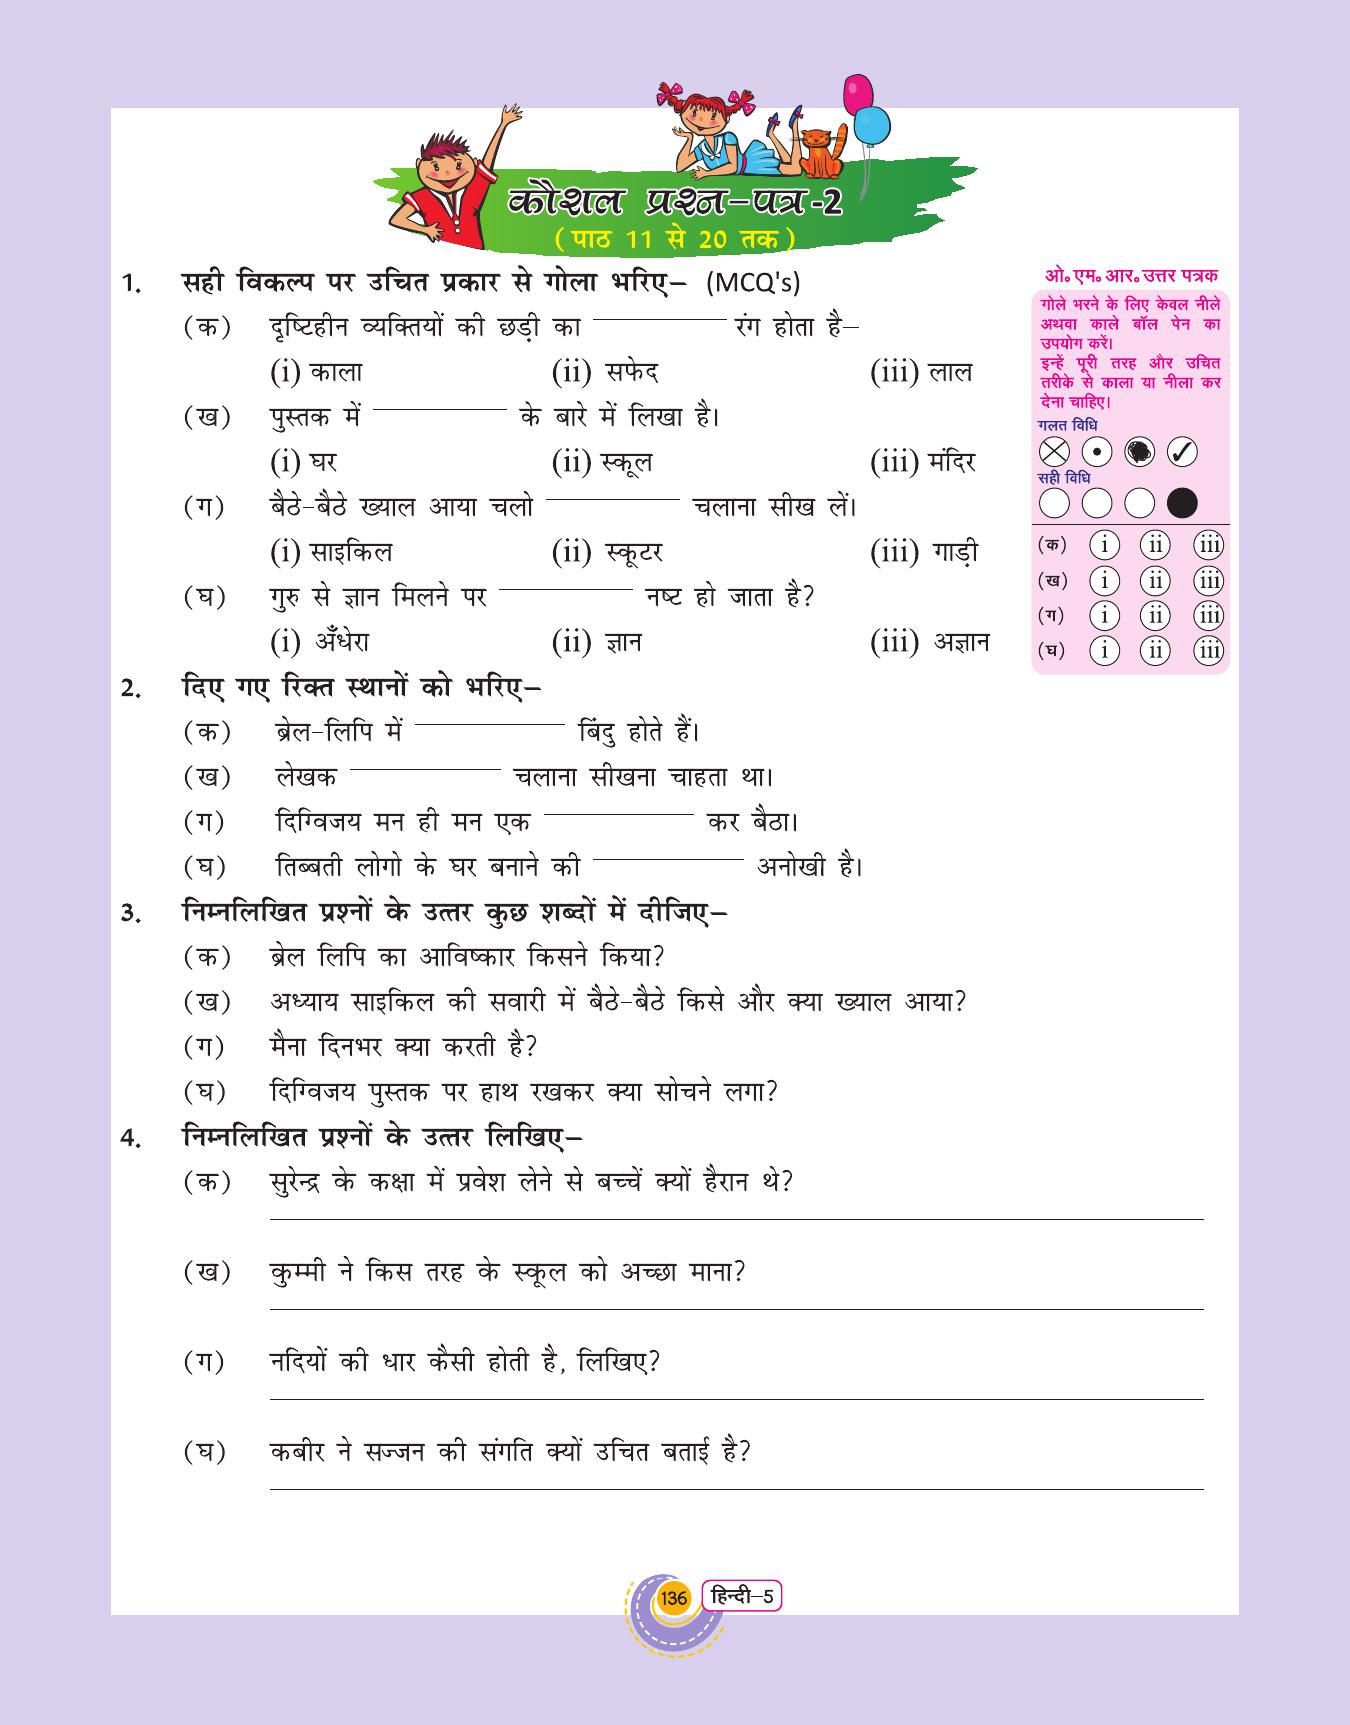 कौशल प्रश्न-पत्र-2
(पाठ 11 से 20 तक)
1. सही विकल्प पर उचित प्रकार से गोला भरिए– (MCQ's)
(क) दृष्टिहीन व्यक्तियों की छड़ी का ________ रंग होता है–
(i) काला (ii) सफेद (iii) लाल
(ख) पुस्तक में ________ के बारे में लिखा है।
(i) घर (ii) स्कूल (iii) मंदिर
(ग) बैठे-बैठे ख्याल आया चलो ________ चलाना सीख लें।
(i) साइकिल (ii) स्कूटर (iii) गाड़ी
(घ) गुरु से ज्ञान मिलने पर ________ नष्ट हो जाता है?
(i) अँधेरा (ii) ज्ञान (iii) अज्ञान
ओ॰एम॰आर॰उत्तर पत्रक
गोले भरने के लिए केवल नीले
अथवा काले बॉल पेन का
उपयोग करें।
इन्हें पूरी तरह और उचित
तरीके से काला या नीला कर
देना चाहिए।
गलत विधि
सही विधि
(क) i ii iii
(ख) i ii iii
(ग) i ii iii
(घ) i ii iii
2. दिए गए रिक्त स्थानों को भरिए–
(क) ब्रेल-लिपि में ________ बिंदु होते हैं।
(ख) लेखक ________ चलाना सीखना चाहता था।
(ग) दिग्विजय मन ही मन एक ________ कर बैठा।
(घ) तिब्बती लोगो के घर बनाने की ________ अनोखी है।
3. निम्नलिखित प्रश्नों के उत्तर कुछ शब्दों में दीजिए–
(क) ब्रेल लिपि का आविष्कार किसने किया?
(ख) अध्याय साइकिल की सवारी में बैठे-बैठे किसे और क्या ख्याल आया?
(ग) मैना दिनभर क्या करती है?
(घ) दिग्विजय पुस्तक पर हाथ रखकर क्या सोचने लगा?
4. निम्नलिखित प्रश्नों के उत्तर लिखिए–
(क) सुरेन्द्र के कक्षा में प्रवेश लेने से बच्चें क्यों हैरान थे?
(ख) कुम्मी ने किस तरह के स्कूल को अच्छा माना?
(ग) नदियों की धार कैसी होती है, लिखिए?
(घ) कबीर ने सज्जन की संगति क्यों उचित बताई है?
136 हिन्दी–5